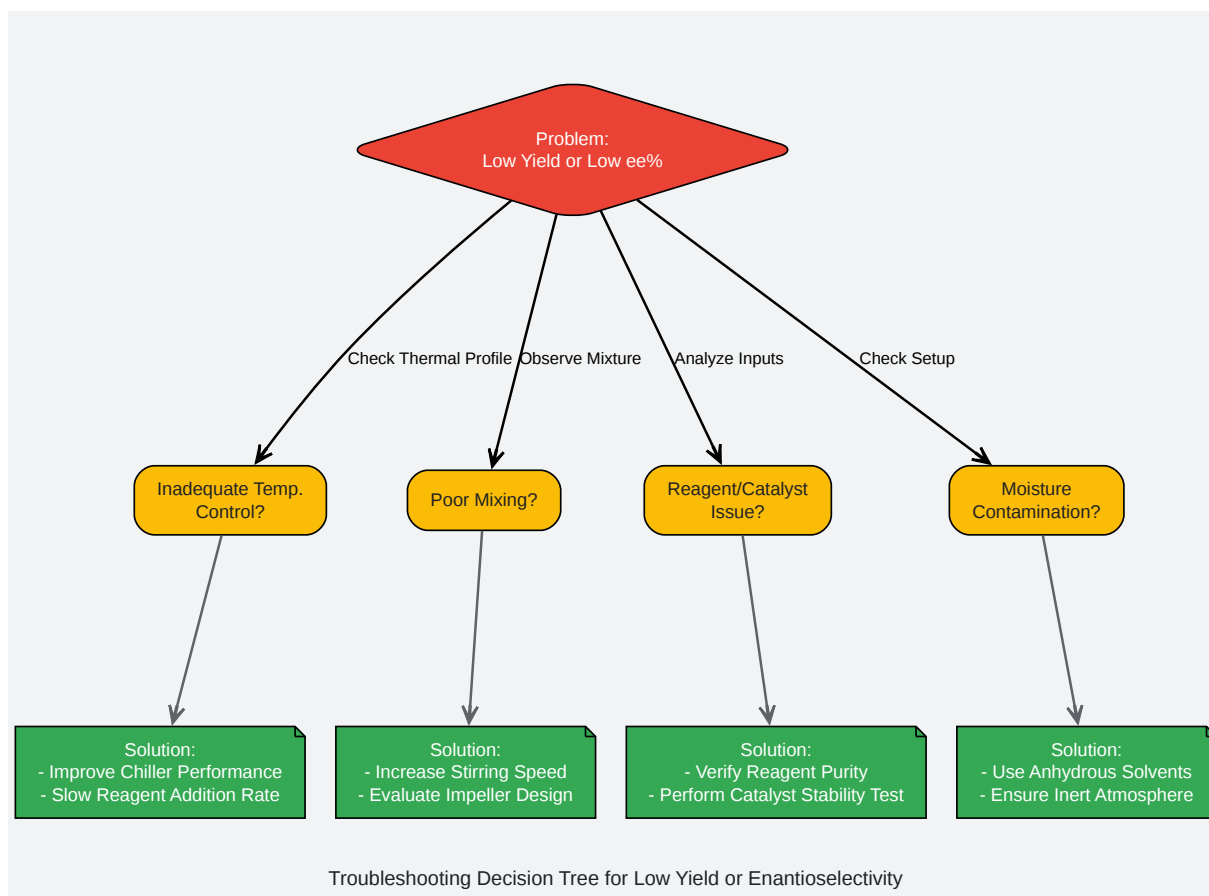 Problem:
Low Yield or Low ee%
Check Thermal Profile
Observe Mixture
Analyze Inputs
Check Setup
Inadequate Temp.
Control?
Poor Mixing?
Reagent/Catalyst
Issue?
Moisture
Contamination?
Solution:
- Improve Chiller Performance
- Slow Reagent Addition Rate
Solution:
- Increase Stirring Speed
- Evaluate Impeller Design
Solution:
- Verify Reagent Purity
- Perform Catalyst Stability Test
Solution:
- Use Anhydrous Solvents
- Ensure Inert Atmosphere
Troubleshooting Decision Tree for Low Yield or Enantioselectivity